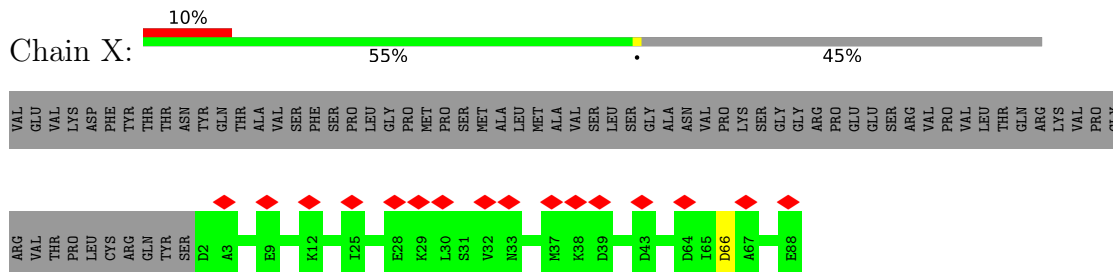 10%
Chain X:
55% • 45%
VAL GLU VAL LYS ASP PHE TYR THR THR ASN TYR GLN THR ALA VAL SER PHE SER PRO LEU GLY PRO MET PRO SER MET ALA LEU MET ALA VAL SER LEU SER GLY ALA ASN VAL PRO LYS SER GLY GLY ARG PRO GLU GLU SER ARG VAL PRO VAL LEU THR GLN ARG LYS VAL PRO
ARG VAL THR PRO LEU CYS ARG GLN TYR SER D2 A3 E9 K12 I25 E28 K29 L30 S31 V32 N33 M37 K38 D39 D43 D64 I65 D66 A67 E88